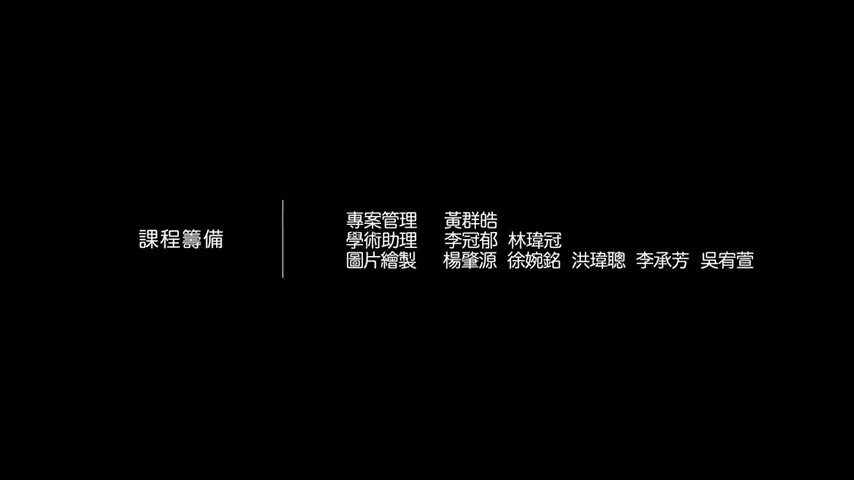 課程籌備
專案管理 黃群皓
學術助理 李冠郁 林瑋冠
圖片繪製 楊肇源 徐婉銘 洪瑋聰 李承芳 吳宥萱